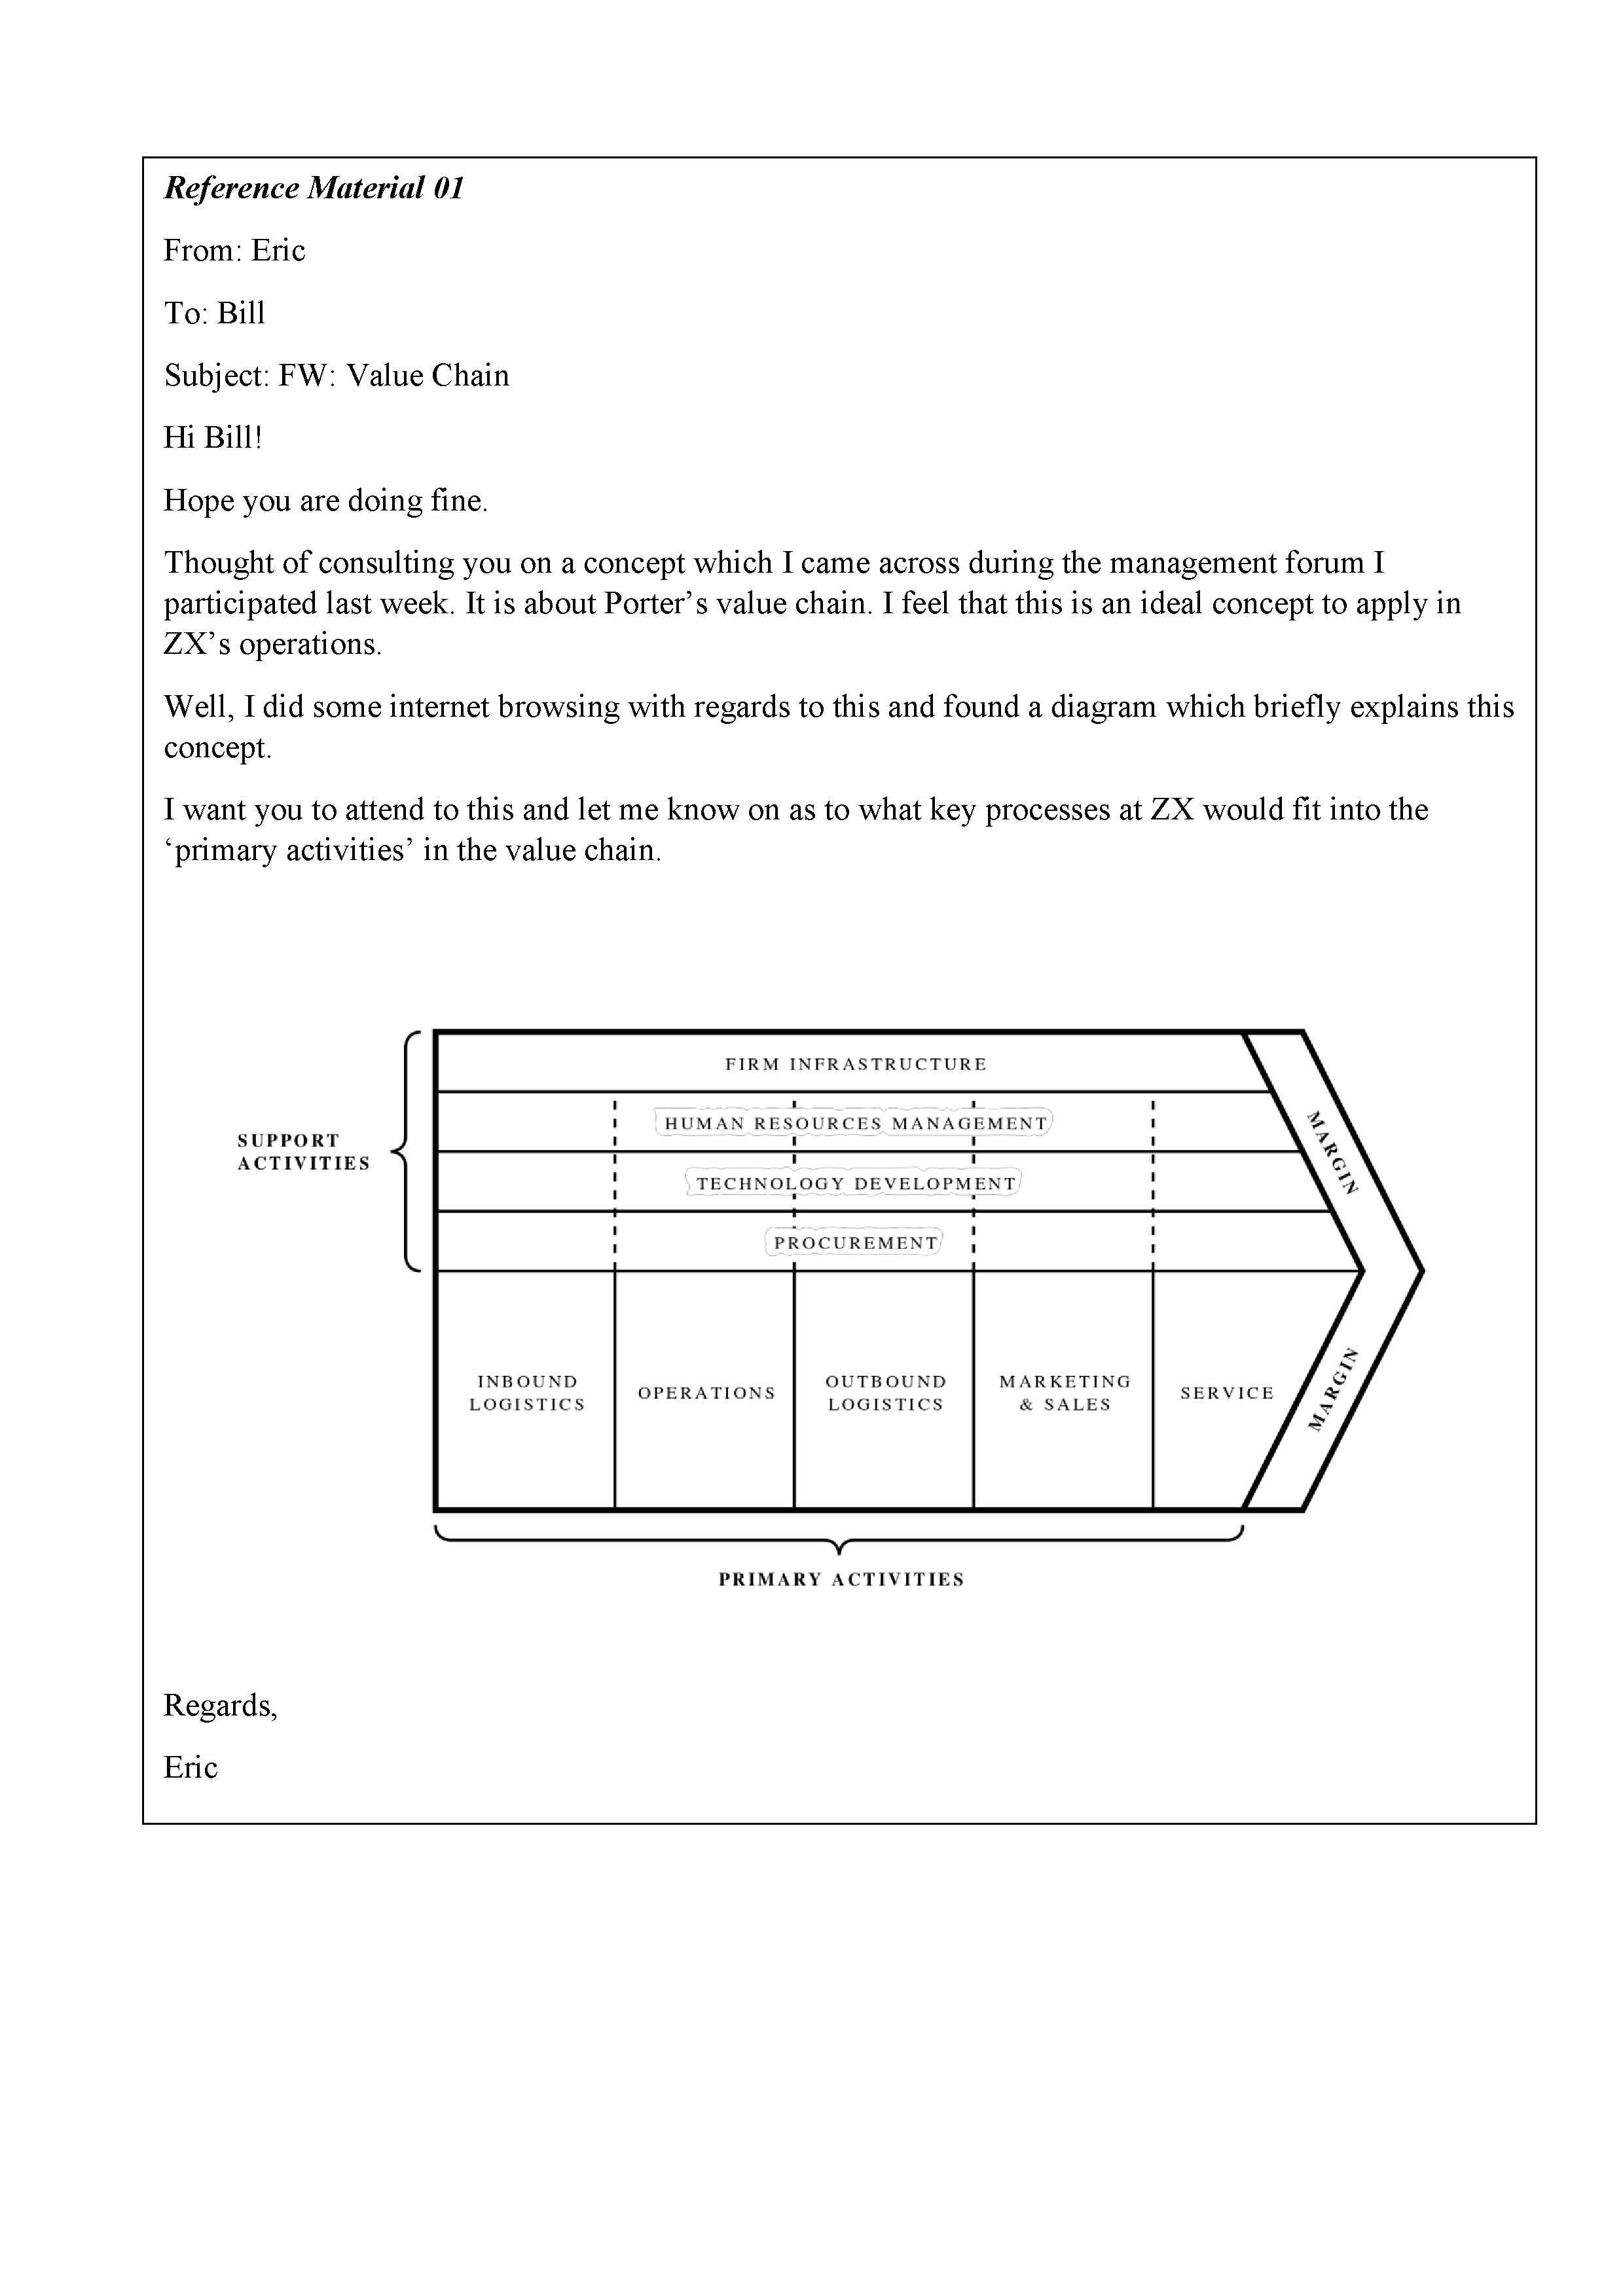 Reference Material 01
From: Eric
To: Bill
Subject: FW: Value Chain
Hi Bill!
Hope you are doing fine.
Thought of consulting you on a concept which I came across during the management forum I
participated last week. It is about Porter’s value chain. I feel that this is an ideal concept to apply in
ZX’s operations.
Well, I did some internet browsing with regards to this and found a diagram which briefly explains this
concept.
I want you to attend to this and let me know on as to what key processes at ZX would fit into the
‘primary activities’ in the value chain.
SUPPORT
ACTIVITIES
FIRM INFRASTRUCTURE
HUMAN RESOURCES MANAGEMENT
TECHNOLOGY DEVELOPMENT
PROCUREMENT
MARGIN
INBOUND
LOGISTICS
OPERATIONS
OUTBOUND
LOGISTICS
MARKETING
& SALES
SERVICE
MARGIN
PRIMARY ACTIVITIES
Regards,
Eric